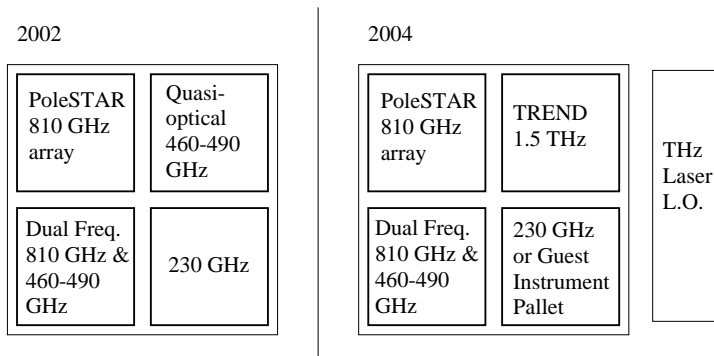 2002
PoleSTAR
810 GHz
array
Quasi-
optical
460-490
GHz
Dual Freq.
810 GHz &
460-490
GHz
230 GHz
2004
PoleSTAR
810 GHz
array
TREND
1.5 THz
Dual Freq.
810 GHz &
460-490
GHz
230 GHz
or Guest
Instrument
Pallet
THz
Laser
L.O.